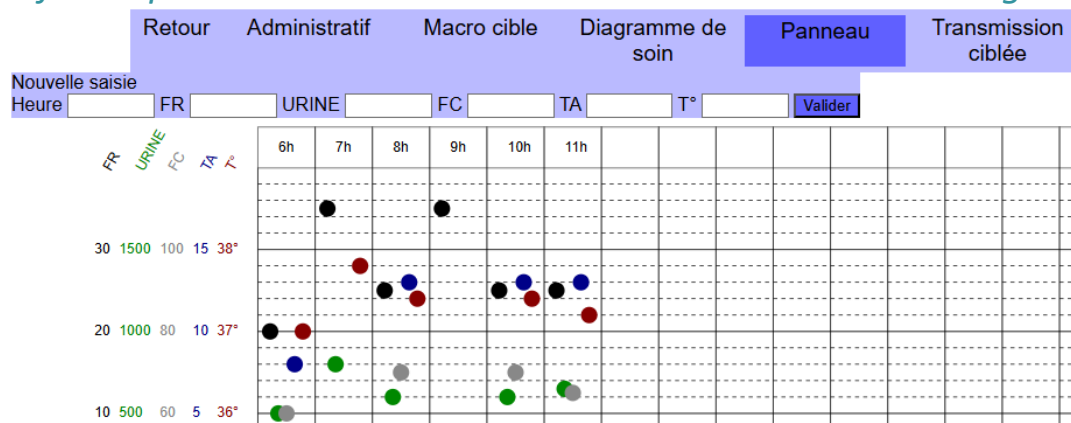 Retour Administratif Macro cible Diagramme de soin Panneau Transmission ciblée
Nouvelle saisie
Heure FR URINE FC TA T° Valider
FR URINE FC TA T° 6h 7h 8h 9h 10h 11h
30 1500 100 15 38°
20 1000 80 10 37°
10 500 60 5 36°